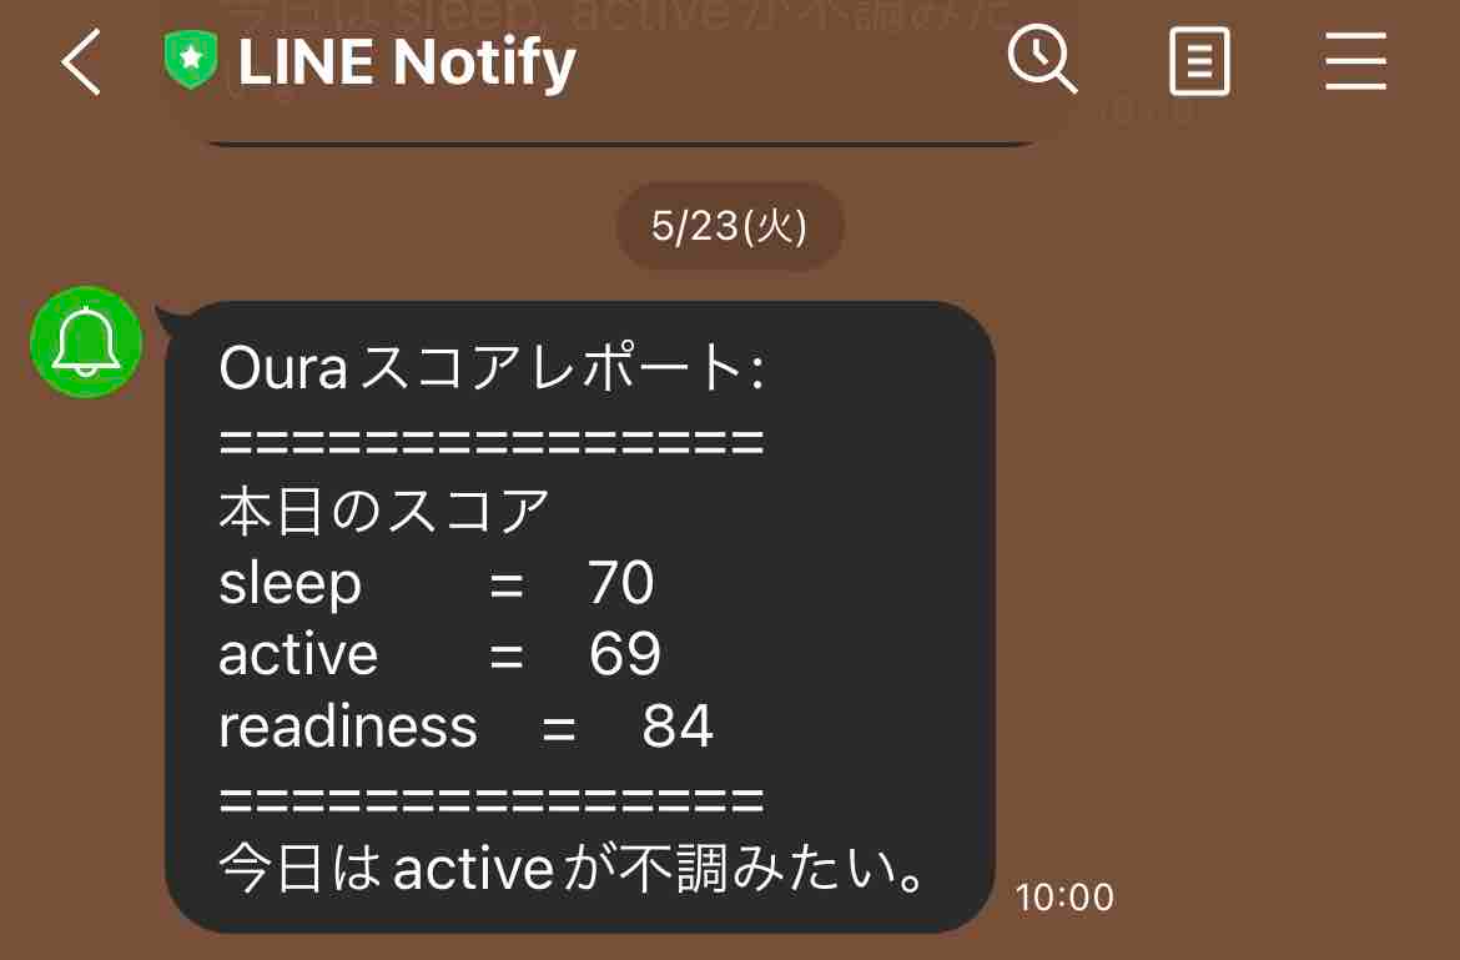 今日はsleep, activeが不調みた
LINE Notify
5/23(火)
Ouraスコアレポート:
===============
本日のスコア
sleep = 70
active = 69
readiness = 84
===============
今日はactiveが不調みたい。
10:00